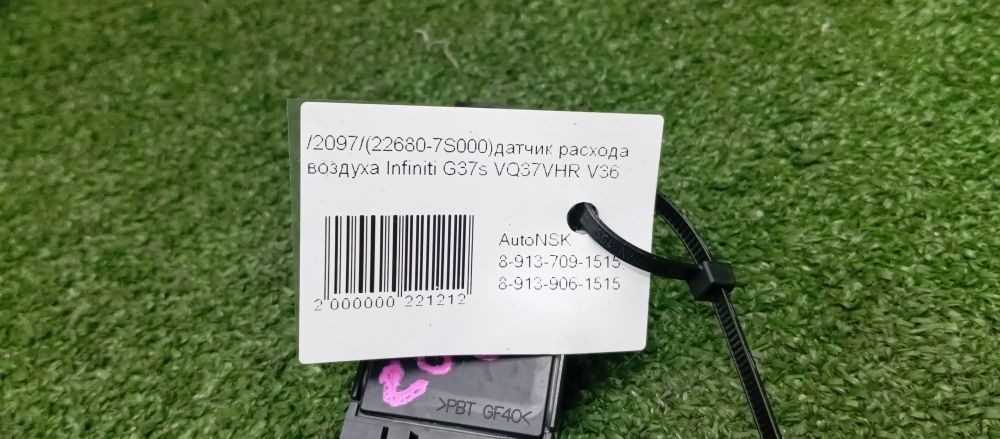 /2097/(22680-7S000)датчик расхода
воздуха Infiniti G37s VQ37VHR V36
AutoNSK
8-913-709-1515
8-913-906-1515
2 000000 221212
>PBT GF40<